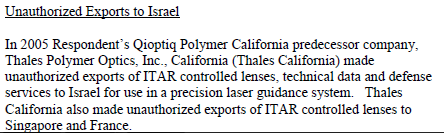 Unauthorized Exports to Israel
In 2005 Respondent's Qioptiq Polymer California predecessor company,
Thales Polymer Optics, Inc., California (Thales California) made
unauthorized exports of ITAR controlled lenses, technical data and defense
services to Israel for use in a precision laser guidance system.   Thales
California also made unauthorized exports of ITAR controlled lenses to
Singapore and France.